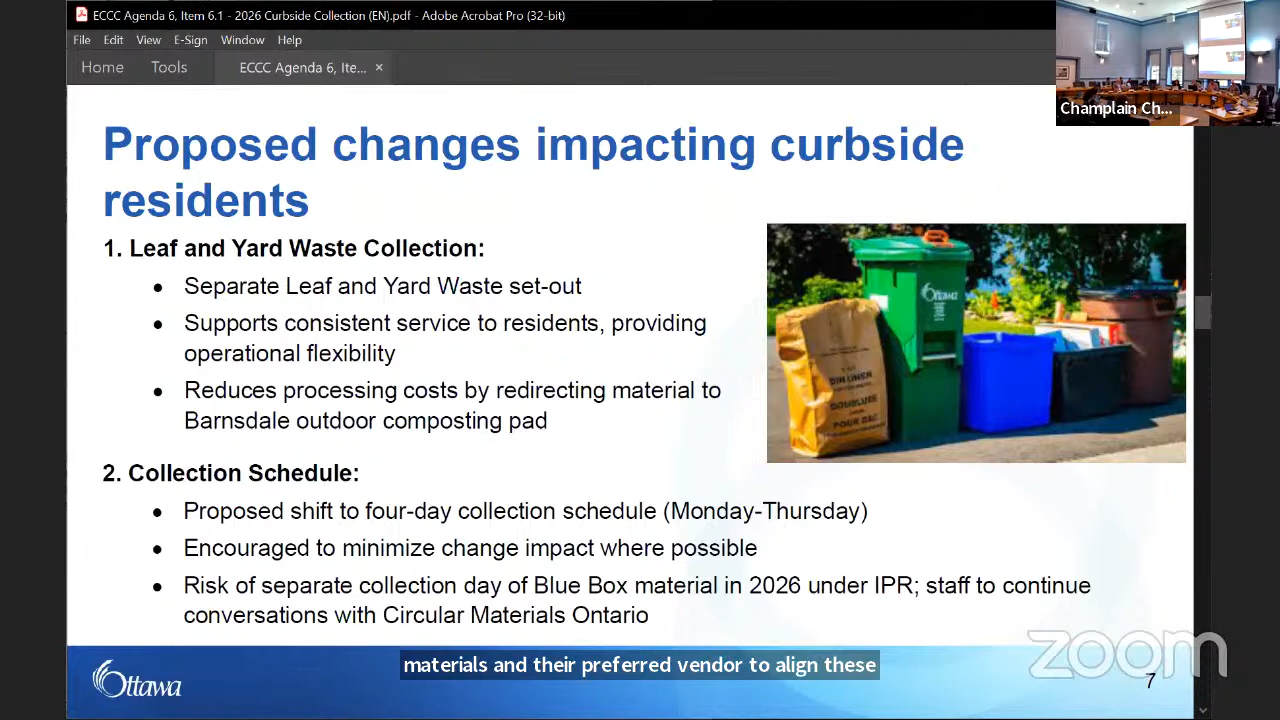 ECCC Agenda 6, Item 6.1 - 2026 Curbside Collection (EN).pdf - Adobe Acrobat Pro (32-bit)
File Edit View E-Sign Window Help
Home Tools ECCC Agenda 6, Ite... ×
Champlain Ch...
Proposed changes impacting curbside
residents
1. Leaf and Yard Waste Collection:
• Separate Leaf and Yard Waste set-out
• Supports consistent service to residents, providing
operational flexibility
• Reduces processing costs by redirecting material to
Barnsdale outdoor composting pad
Ottawa
2. Collection Schedule:
• Proposed shift to four-day collection schedule (Monday-Thursday)
• Encouraged to minimize change impact where possible
• Risk of separate collection day of Blue Box material in 2026 under IPR; staff to continue
conversations with Circular Materials Ontario
zoom
materials and their preferred vendor to align these
Ottawa
7